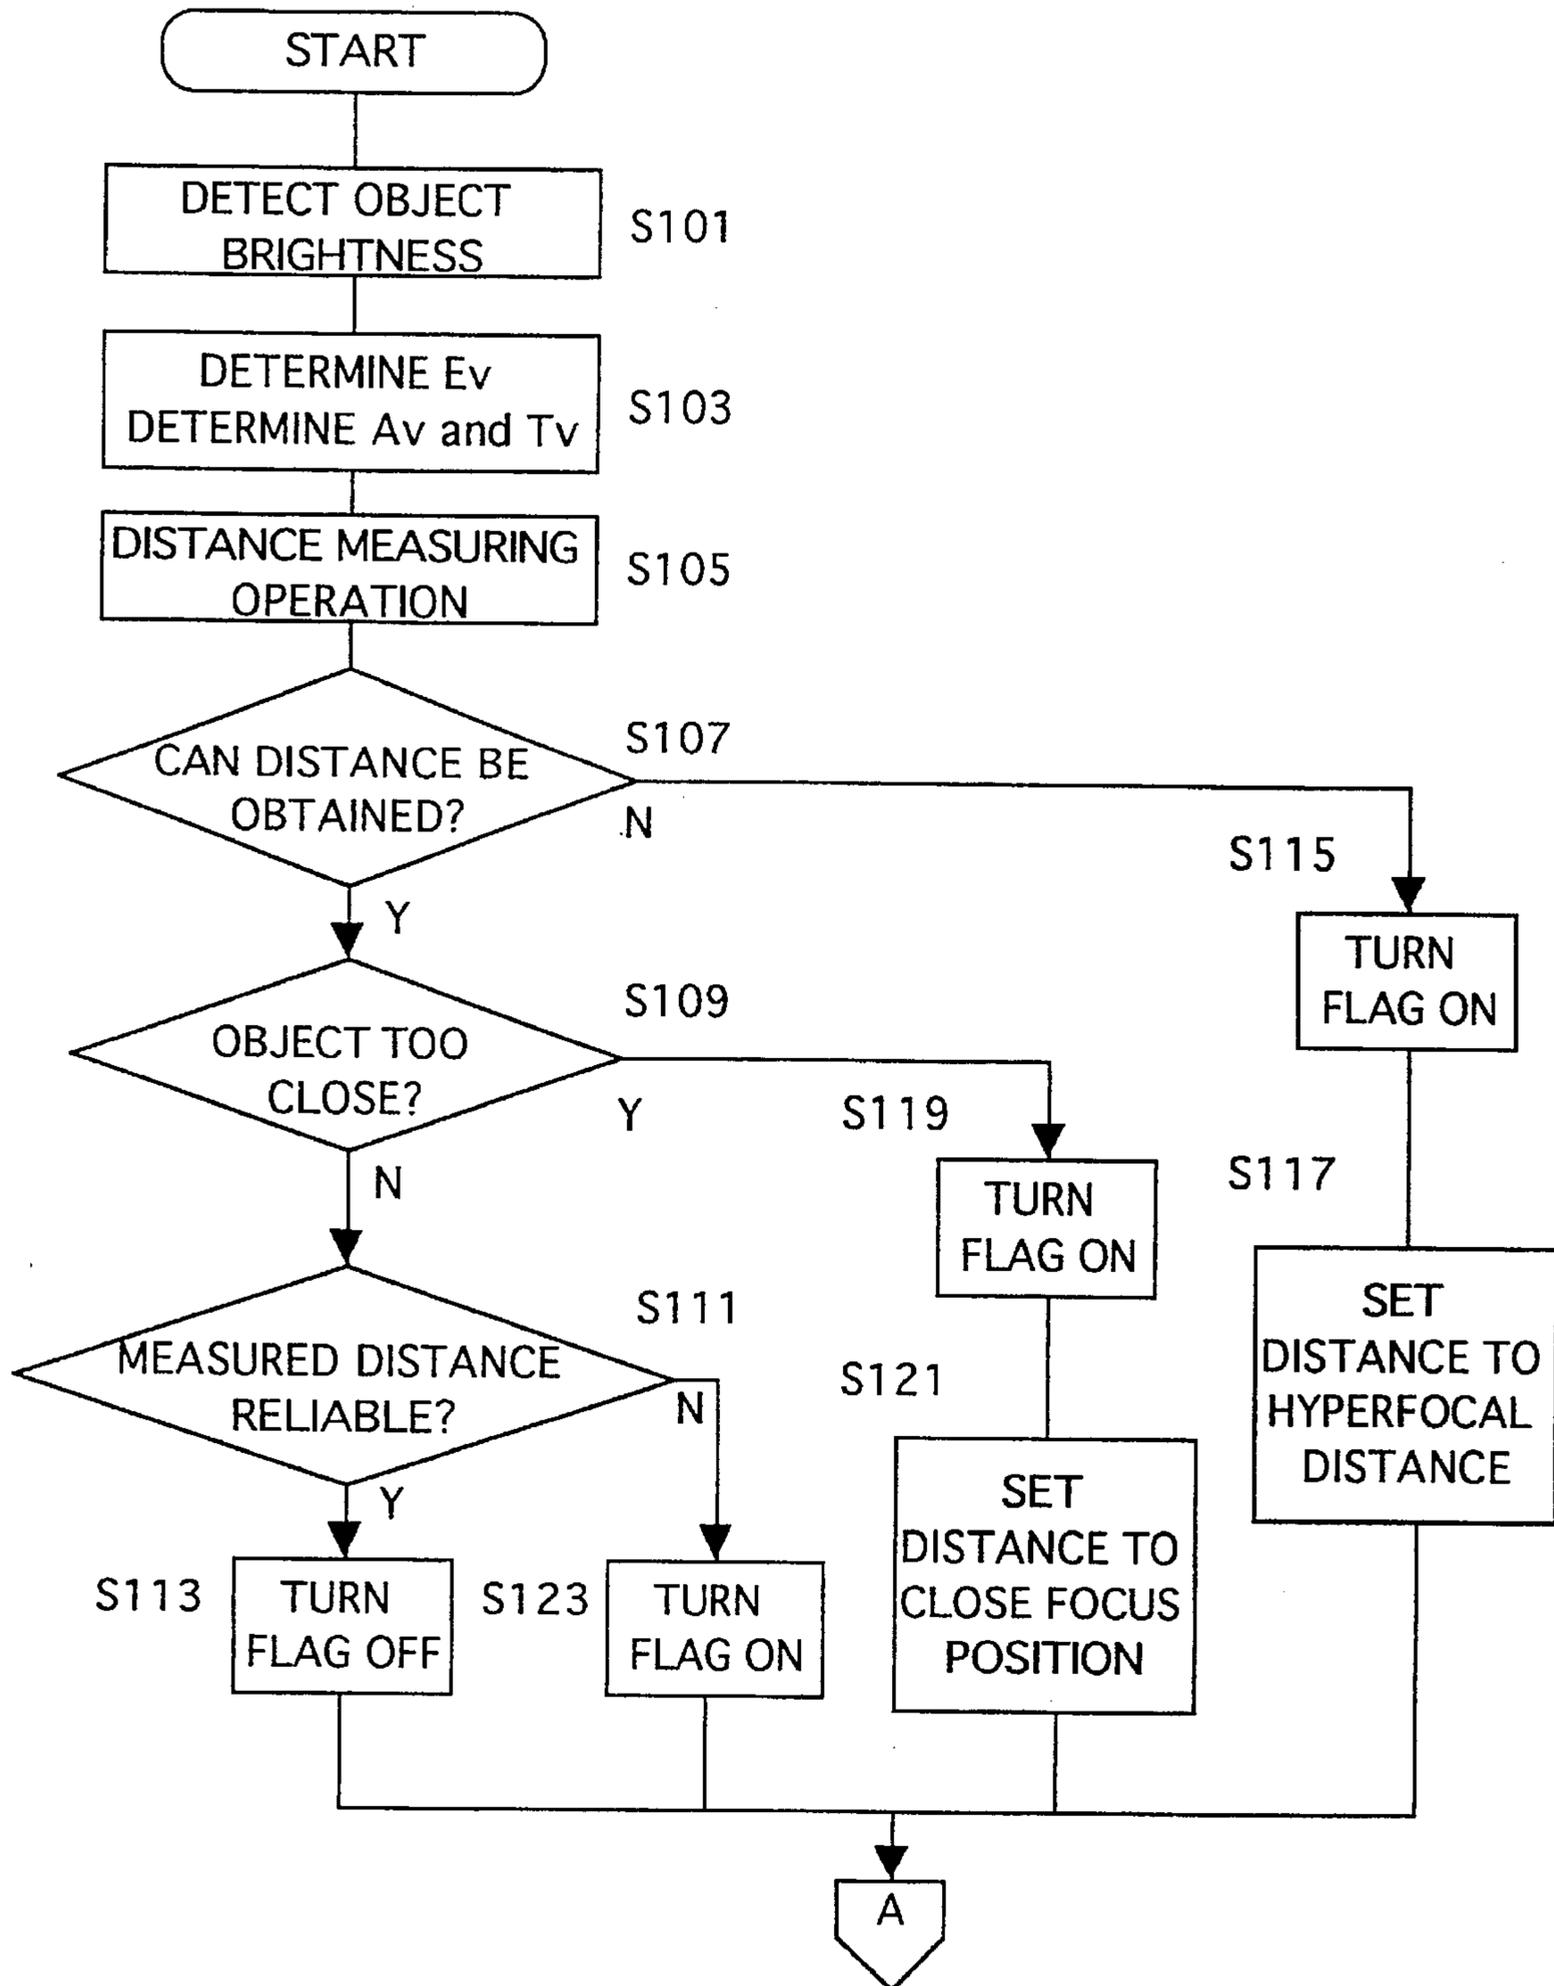 START
DETECT OBJECT
BRIGHTNESS
S101
DETERMINE Ev
DETERMINE Av and Tv
S103
DISTANCE MEASURING
OPERATION
S105
CAN DISTANCE BE
OBTAINED?
S107
N
Y
S115
TURN
FLAG ON
OBJECT TOO
CLOSE?
S109
Y
N
S119
TURN
FLAG ON
S117
SET
DISTANCE TO
HYPERFOCAL
DISTANCE
MEASURED DISTANCE
RELIABLE?
S111
N
Y
S121
SET
DISTANCE TO
CLOSE FOCUS
POSITION
S113
TURN
FLAG OFF
S123
TURN
FLAG ON
A